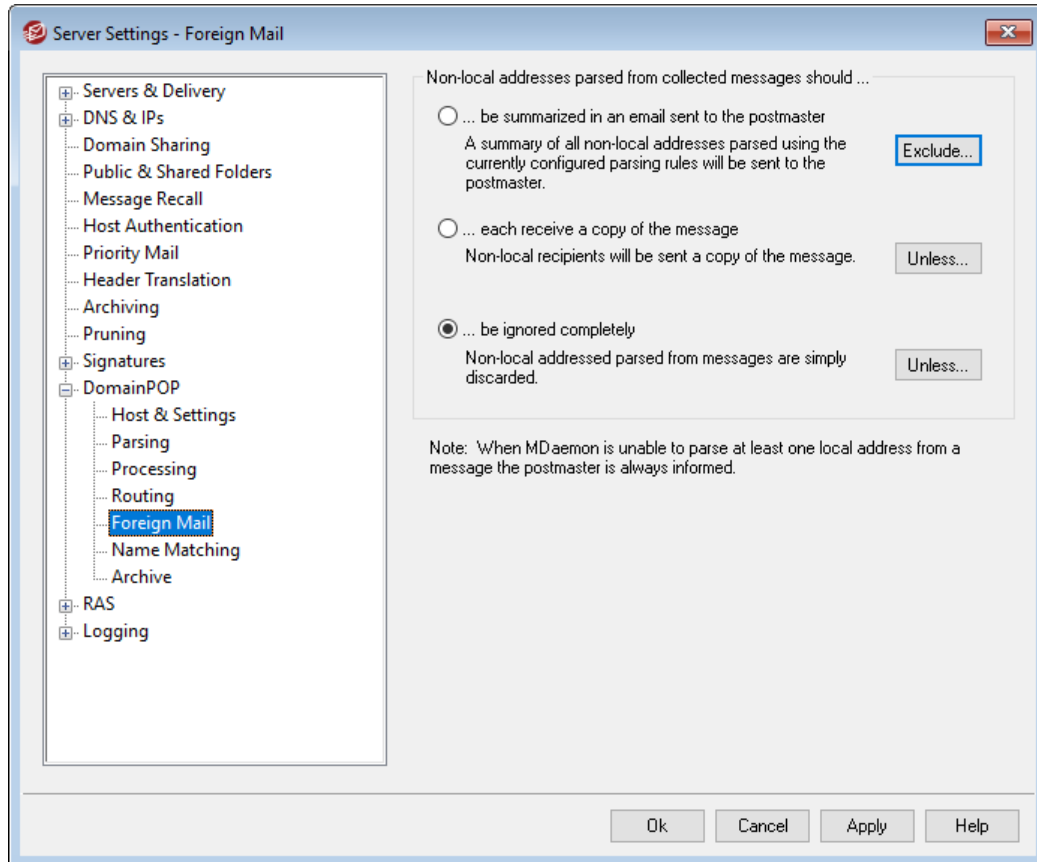 Server Settings - Foreign Mail
Servers & Delivery
DNS & IPs
Domain Sharing
Public & Shared Folders
Message Recall
Host Authentication
Priority Mail
Header Translation
Archiving
Pruning
Signatures
DomainPOP
Host & Settings
Parsing
Processing
Routing
Foreign Mail
Name Matching
Archive
RAS
Logging
Non-local addresses parsed from collected messages should ...
... be summarized in an email sent to the postmaster
A summary of all non-local addresses parsed using the
currently configured parsing rules will be sent to the
postmaster.
Exclude...
... each receive a copy of the message
Non-local recipients will be sent a copy of the message.
Unless...
... be ignored completely
Non-local addressed parsed from messages are simply
discarded.
Unless...
Note: When MDaemon is unable to parse at least one local address from a
message the postmaster is always informed.
Ok
Cancel
Apply
Help